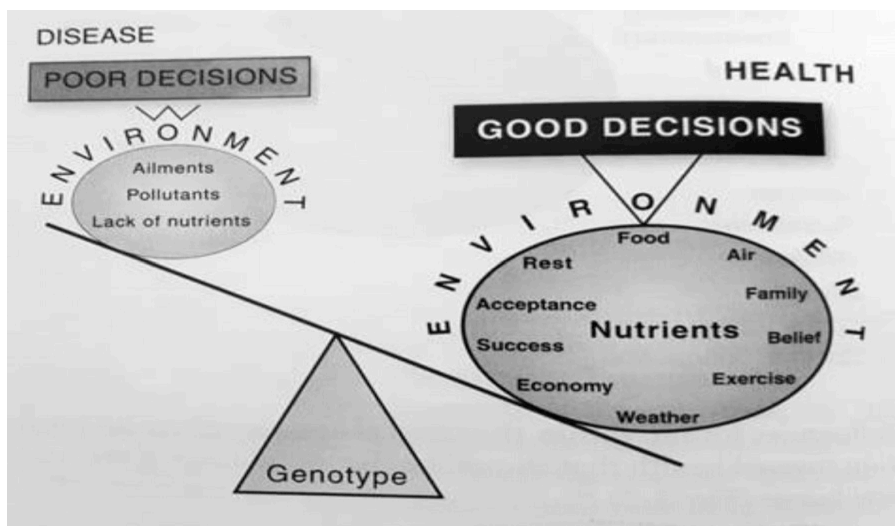 DISEASE
POOR DECISIONS
ENVIRONMENT
Ailments
Pollutants
Lack of nutrients
HEALTH
GOOD DECISIONS
ENVIRONMENT
Food
Rest
Air
Acceptance
Family
Nutrients
Success
Belief
Economy
Exercise
Weather
Genotype